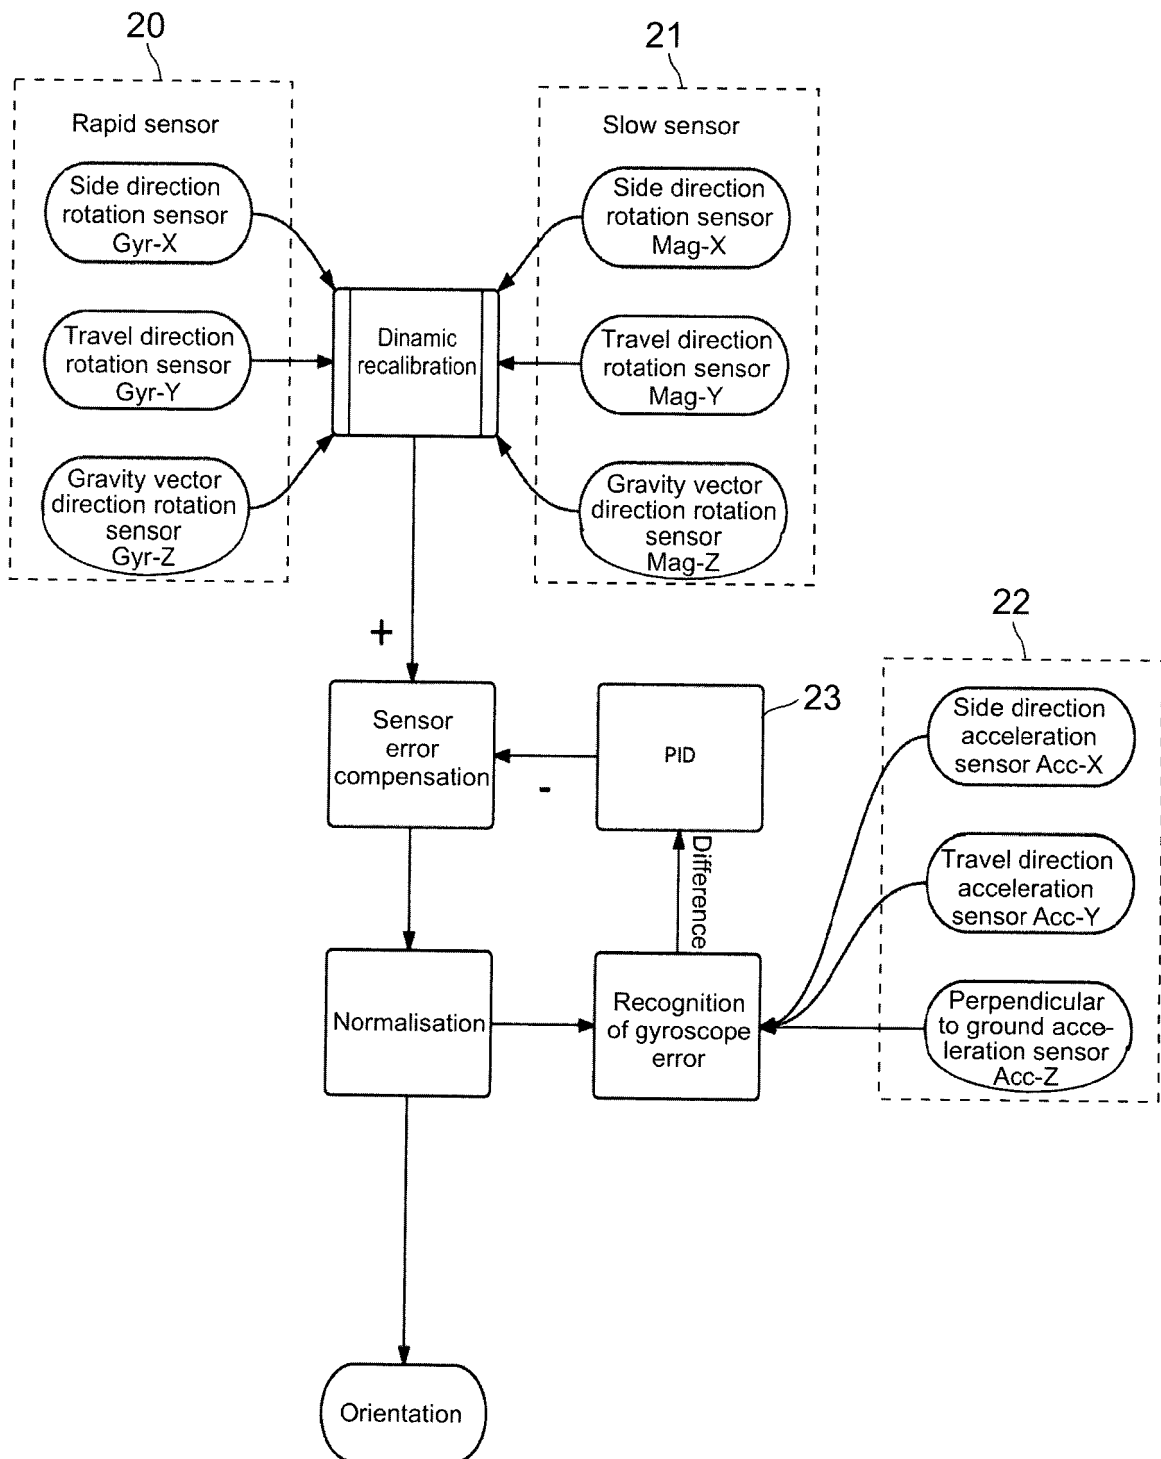 20
21
Rapid sensor
Slow sensor
Side direction
rotation sensor
Gyr-X
Side direction
rotation sensor
Mag-X
Travel direction
rotation sensor
Gyr-Y
Dinamic
recalibration
Travel direction
rotation sensor
Mag-Y
Gravity vector
direction rotation
sensor
Gyr-Z
Gravity vector
direction rotation
sensor
Mag-Z
22
+
23
Sensor
error
compensation
-
PID
Side direction
acceleration
sensor Acc-X
Difference
Travel direction
acceleration
sensor Acc-Y
Normalisation
Recognition
of gyroscope
error
Perpendicular
to ground acce-
leration sensor
Acc-Z
Orientation